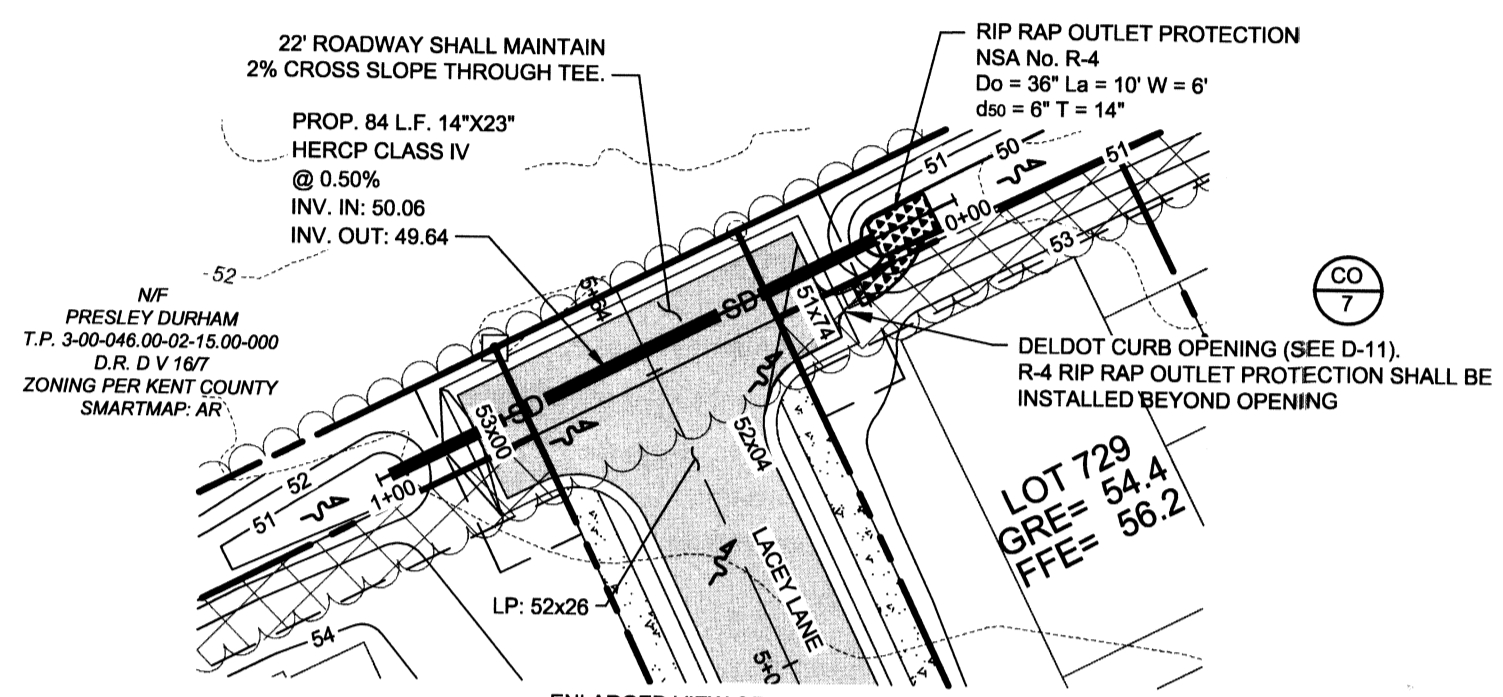 22' ROADWAY SHALL MAINTAIN
2% CROSS SLOPE THROUGH TEE.
RIP RAP OUTLET PROTECTION
NSA No. R-4
Do = 36" La = 10' W = 6'
d50 = 6" T = 14"
PROP. 84 L.F. 14"X23"
HERCP CLASS IV
@ 0.50%
INV. IN: 50.06
INV. OUT: 49.64
51
50
51
0+00
53
52
N/F
PRESLEY DURHAM
T.P. 3-00-046.00-02-15.00-000
D.R. D V 16/7
ZONING PER KENT COUNTY
SMARTMAP: AR
5+64
SD
51x74
CO
7
DELDOT CURB OPENING (SEE D-11).
R-4 RIP RAP OUTLET PROTECTION SHALL BE
INSTALLED BEYOND OPENING
SD
53x00
52x04
52
51
1+00
LOT 729
GRE= 54.4
FFE= 56.2
LACEY LANE
LP: 52x26
54